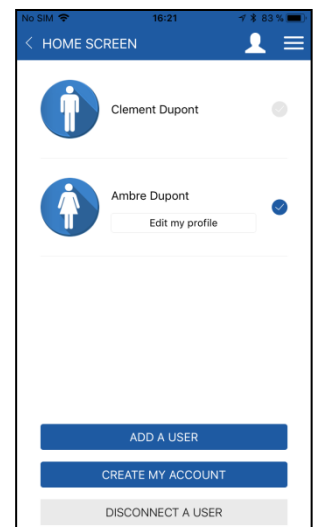 No SIM 16:21 83 %
HOME SCREEN
Clement Dupont
Ambre Dupont
Edit my profile
ADD A USER
CREATE MY ACCOUNT
DISCONNECT A USER